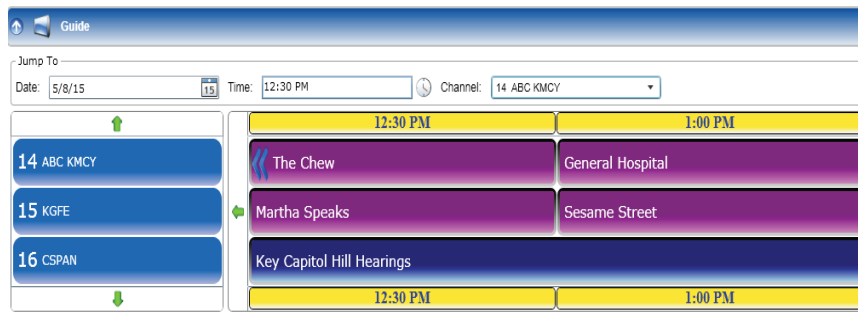 Guide
Jump To
Date: 5/8/15 15 Time: 12:30 PM Channel: 14 ABC KMCY
12:30 PM 1:00 PM
14 ABC KMCY The Chew General Hospital
15 KGFE Martha Speaks Sesame Street
16 CSPAN Key Capitol Hill Hearings
12:30 PM 1:00 PM